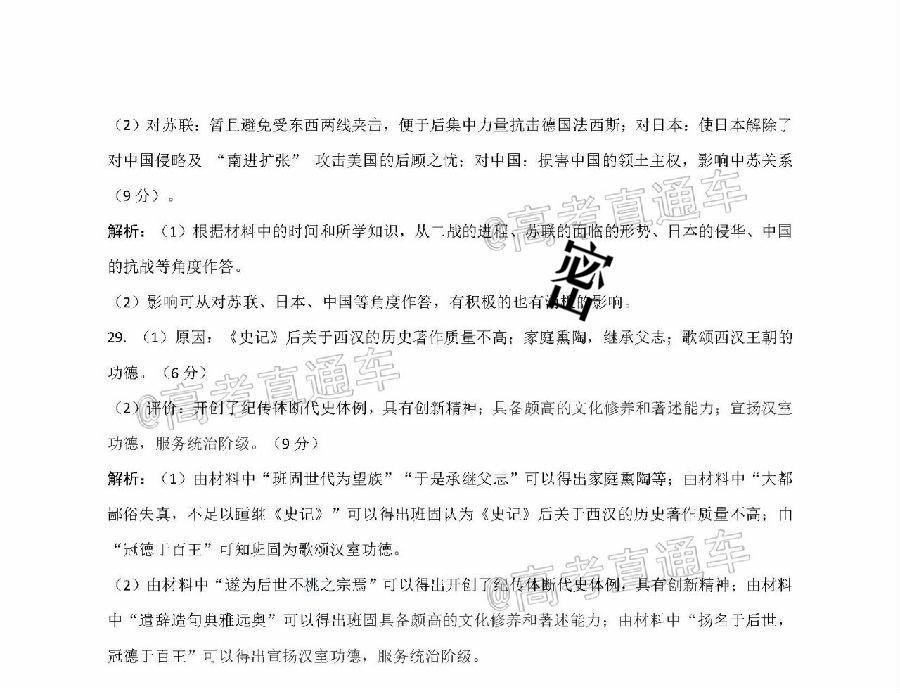 （2）对苏联：暂且避免受东西两线夹击，便于后集中力量抗击德国法西斯；对日本：使日本解除了
对中国侵略及 “南进扩张” 攻击美国的后顾之忧；对中国：损害中国的领土主权，影响中苏关系
（9 分）。
解析：（1）根据材料中的时间和所学知识，从二战的进程、苏联的面临的形势、日本的侵华、中国
的抗战等角度作答。
（2）影响可从对苏联、日本、中国等角度作答，有积极的也有消极的影响。
29. （1）原因：《史记》后关于西汉的历史著作质量不高；家庭熏陶，继承父志；歌颂西汉王朝的
功德。（6 分）
（2）评价：开创了纪传体断代史体例，具有创新精神；具备颇高的文化修养和著述能力；宣扬汉室
功德，服务统治阶级。（9 分）
解析：（1）由材料中“班固世代为望族”“于是承继父志”可以得出家庭熏陶等；由材料中“大都
鄙俗失真，不足以踵继《史记》”可以得出班固认为《史记》后关于西汉的历史著作质量不高；由
“冠德于百王”可知班固为歌颂汉室功德。
（2）由材料中“遂为后世不祧之宗焉”可以得出开创了纪传体断代史体例，具有创新精神；由材料
中“遣辞造句典雅远奥”可以得出班固具备颇高的文化修养和著述能力；由材料中“扬名于后世，
冠德于百王”可以得出宣扬汉室功德，服务统治阶级。
@高考直通车
密
@高考直通车
@高考直通车